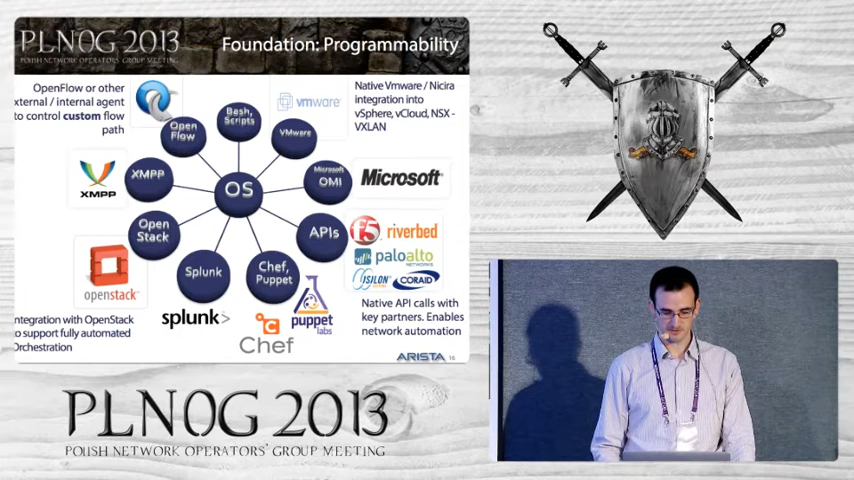 PLNOG 2013
POLISH NETWORK OPERATORS' GROUP MEETING
Foundation: Programmability
OpenFlow or other
external / internal agent
to control custom flow
path
Native Vmware / Nicira
integration into
vSphere, vCloud, NSX -
VXLAN
vmware
Bash,
Scripts
Open
Flow
VMware
XMPP
XMPP
Microsoft
OMI
Microsoft
OS
Open
Stack
APIs
f5
riverbed
paloalto
NETWORKS
ISILON
CORAID
Splunk
Chef,
Puppet
openstack
splunk>
Chef
puppet
labs
Native API calls with
key partners. Enables
network automation
ntegration with OpenStack
o support fully automated
Orchestration
ARISTA 16
PLNOG 2013
POLISH NETWORK OPERATORS' GROUP MEETING